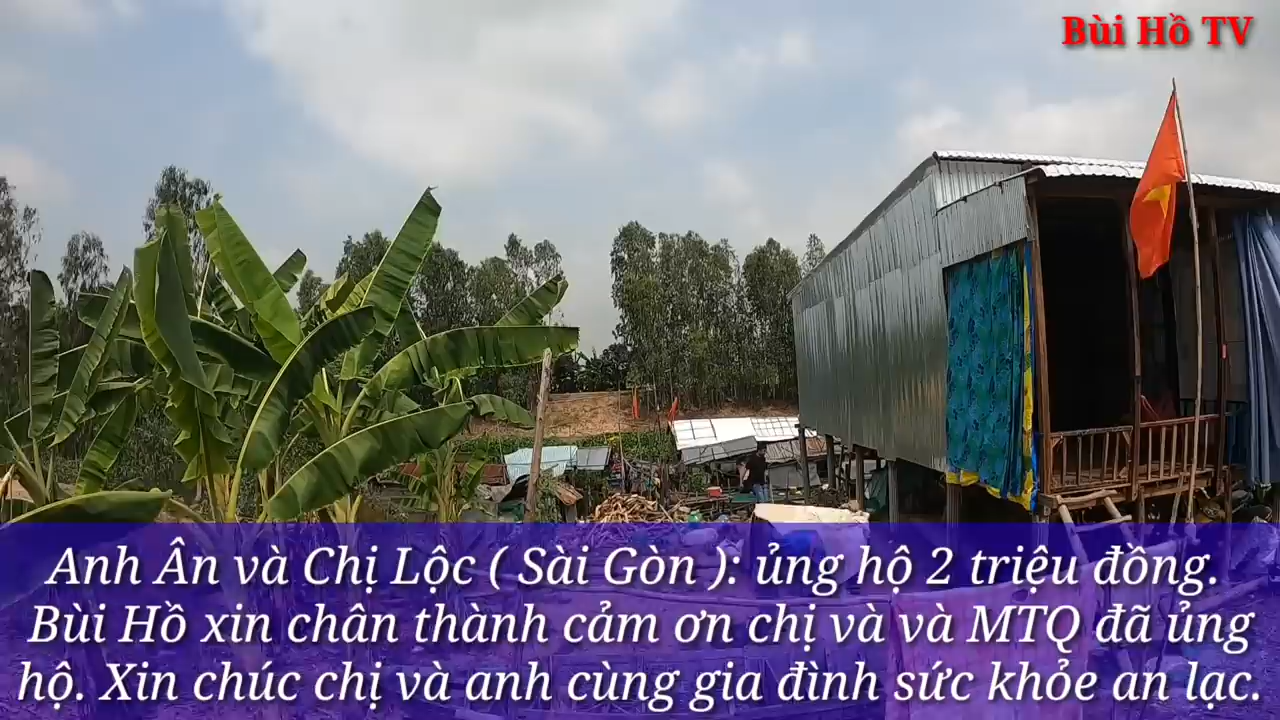 Bùi Hồ TV
Anh Ân và Chị Lộc ( Sài Gòn ): ủng hộ 2 triệu đồng.
Bùi Hồ xin chân thành cảm ơn chị và và MTQ đã ủng
hộ. Xin chúc chị và anh cùng gia đình sức khỏe an lạc.